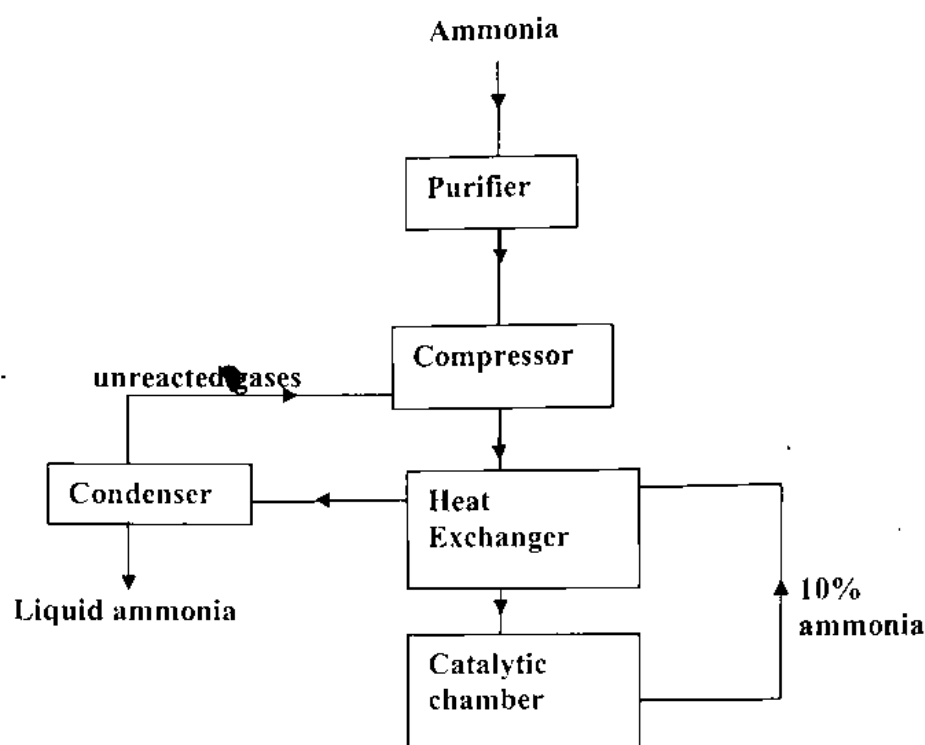 Ammonia
Purifier
Compressor
unreacted gases
Condenser
Heat
Exchanger
10%
ammonia
Liquid ammonia
Catalytic
chamber